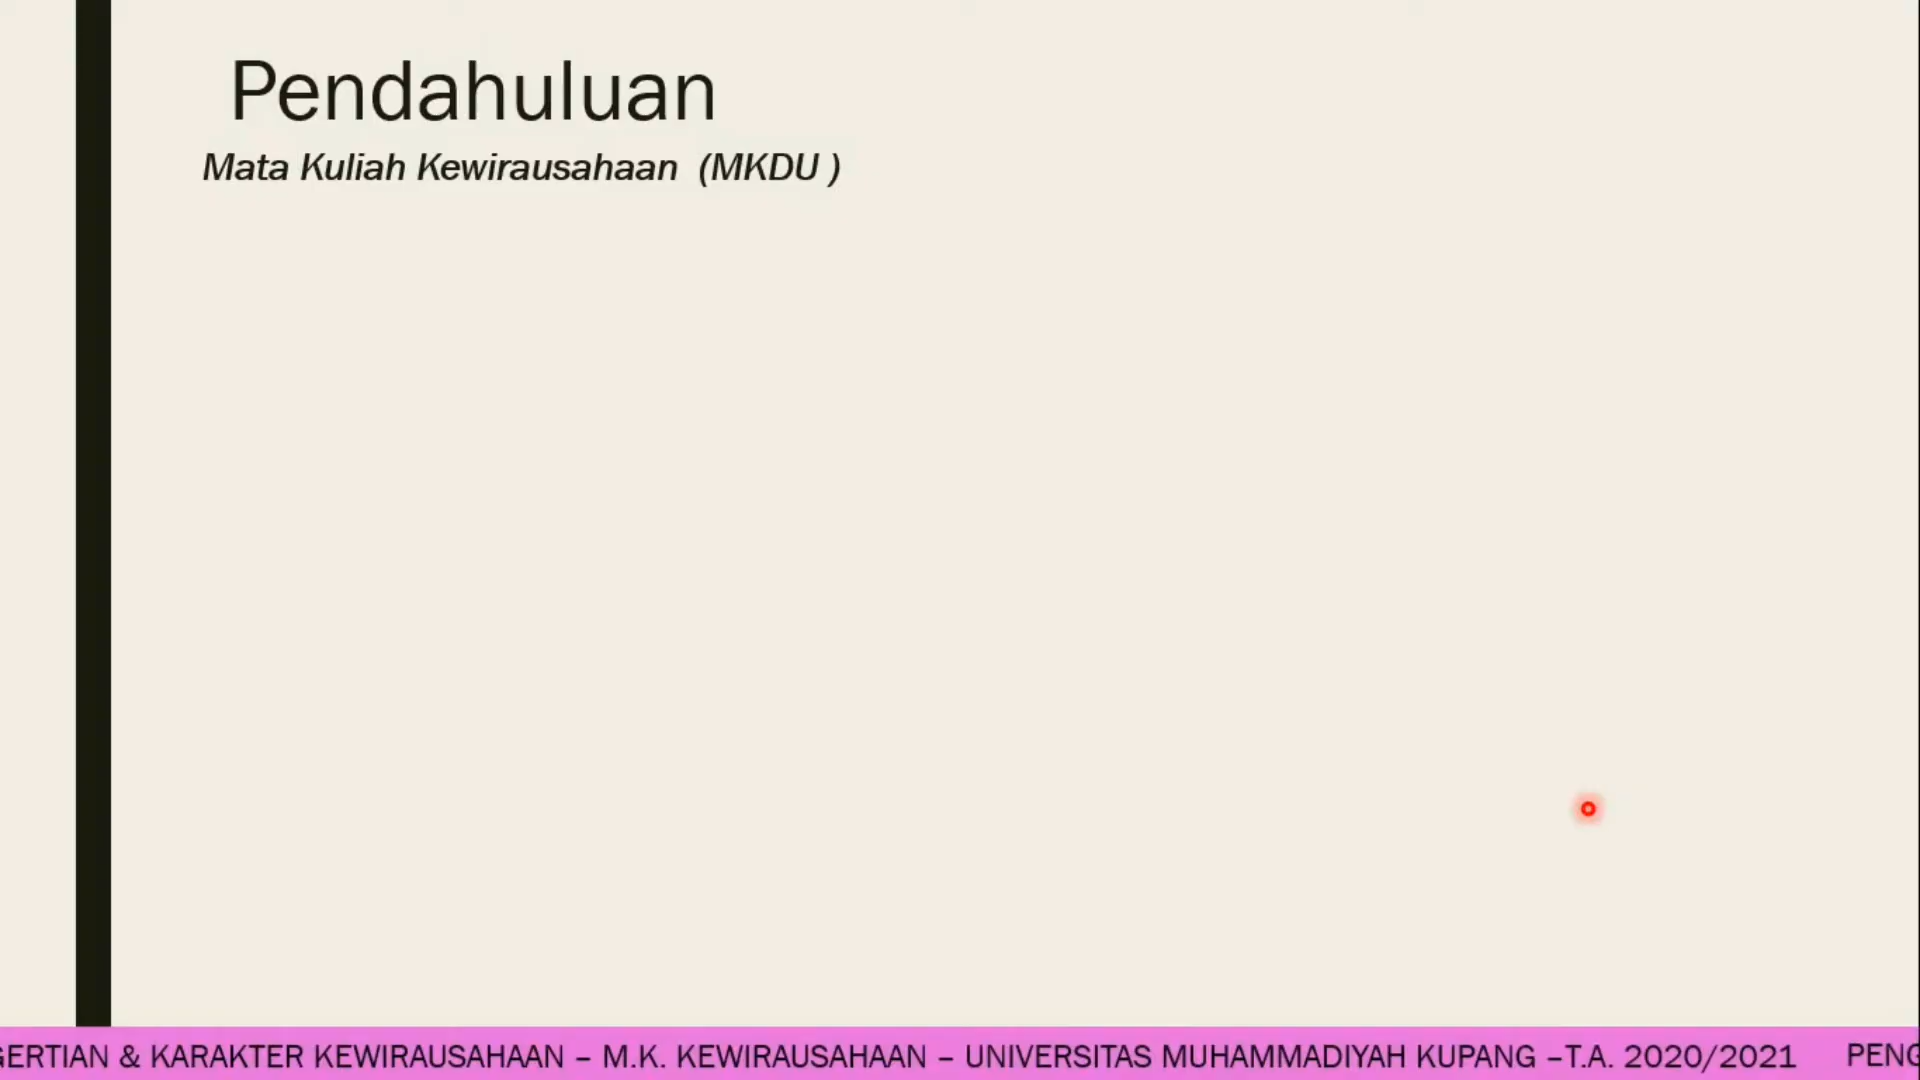 Pendahuluan
Mata Kuliah Kewirausahaan (MKDU )
GERTIAN & KARAKTER KEWIRAUSAHAAN – M.K. KEWIRAUSAHAAN – UNIVERSITAS MUHAMMADIYAH KUPANG –T.A. 2020/2021 PENG